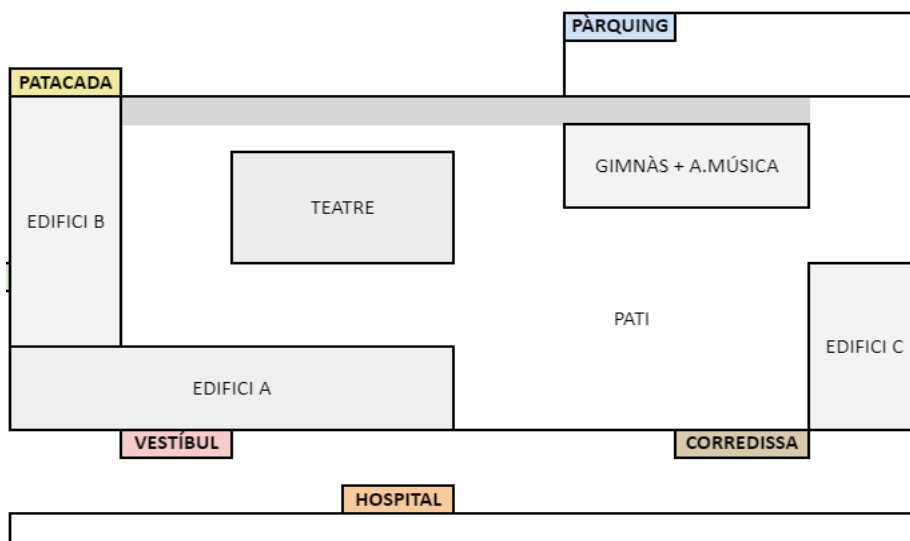 PÀRQUING
PATACADA
GIMNÀS + A.MÚSICA
TEATRE
EDIFICI B
PATI
EDIFICI C
EDIFICI A
VESTÍBUL
CORREDISSA
HOSPITAL